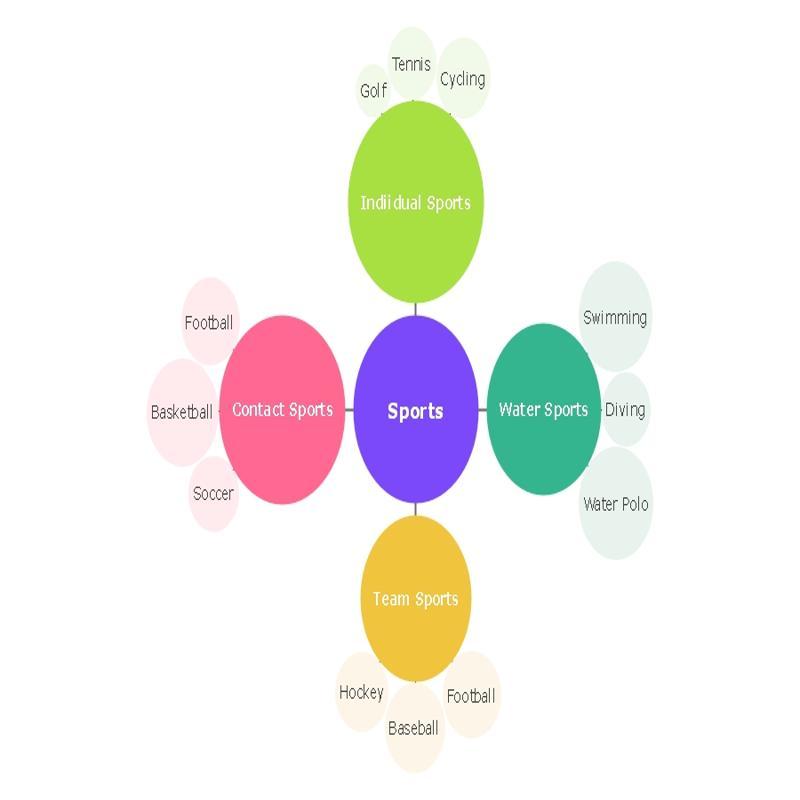 Tennis
Cycling
Golf
Indiidual Sports
Swimming
Football
Basketball
Contact Sports
Sports
Water Sports
Diving
Soccer
Water Polo
Team Sports
Hockey
Football
Baseball